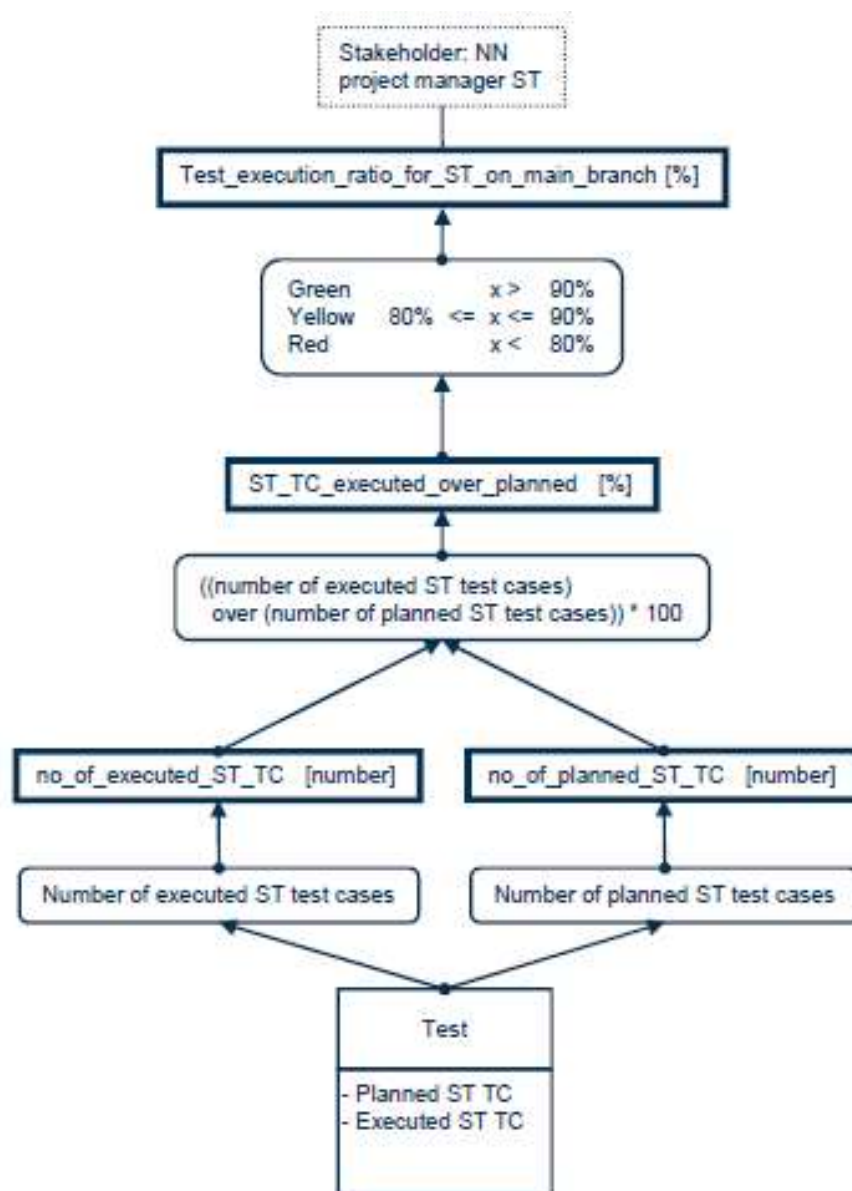 Stakeholder: NN
project manager ST
Test_execution_ratio_for_ST_on_main_branch [%]
Green x > 90%
Yellow 80% <= x <= 90%
Red x < 80%
ST_TC_executed_over_planned [%]
((number of executed ST test cases)
over (number of planned ST test cases)) * 100
no_of_executed_ST_TC [number]
no_of_planned_ST_TC [number]
Number of executed ST test cases
Number of planned ST test cases
Test
- Planned ST TC
- Executed ST TC